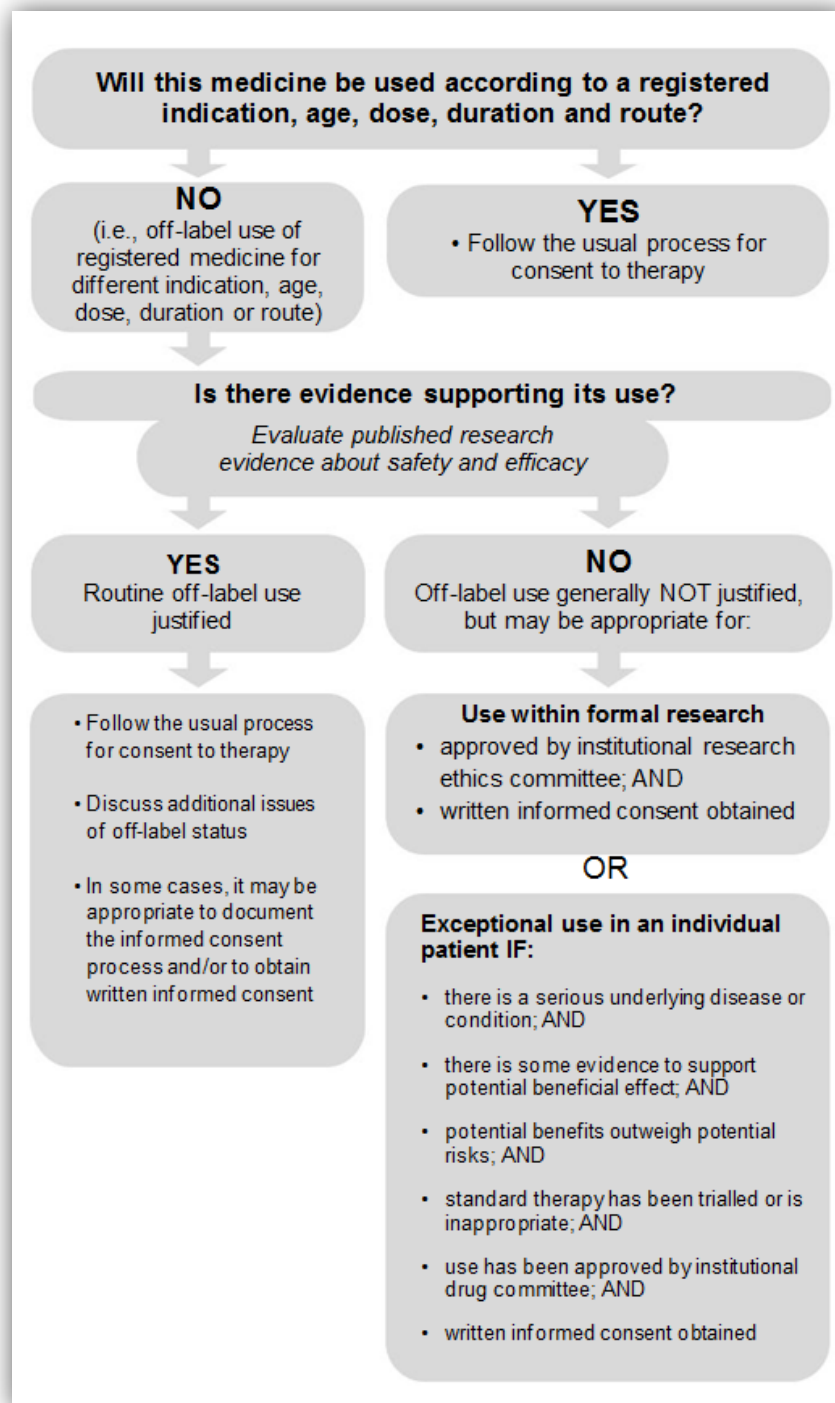 Will this medicine be used according to a registered
indication, age, dose, duration and route?
NO
(i.e., off-label use of
registered medicine for
different indication, age,
dose, duration or route)
YES
• Follow the usual process for
consent to therapy
Is there evidence supporting its use?
Evaluate published research
evidence about safety and efficacy
YES
Routine off-label use
justified
• Follow the usual process
for consent to therapy
• Discuss additional issues
of off-label status
• In some cases, it may be
appropriate to document
the informed consent
process and/or to obtain
written informed consent
NO
Off-label use generally NOT justified,
but may be appropriate for:
Use within formal research
• approved by institutional research
ethics committee; AND
• written informed consent obtained
OR
Exceptional use in an individual
patient IF:
• there is a serious underlying disease or
condition; AND
• there is some evidence to support
potential beneficial effect; AND
• potential benefits outweigh potential
risks; AND
• standard therapy has been trialled or is
inappropriate; AND
• use has been approved by institutional
drug committee; AND
• written informed consent obtained